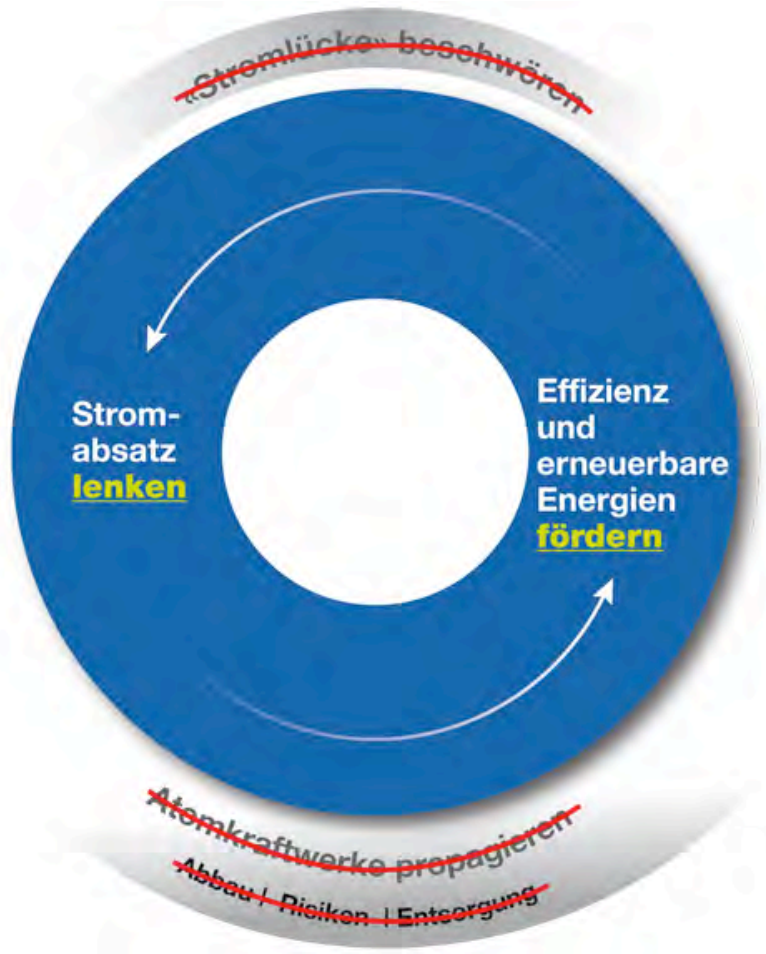 «Stromlücke» beschwören
Strom-
absatz
lenken
Effizienz
und
erneuerbare
Energien
fördern
Atomkraftwerke propagieren
Abbau | Risiken | Entsorgung